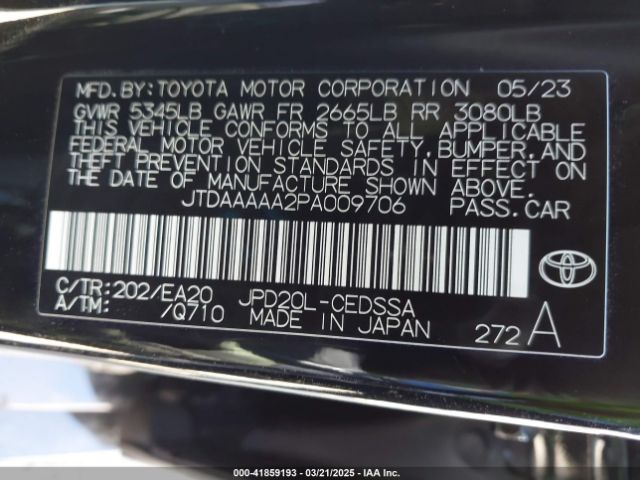 MFD.BY:TOYOTA MOTOR CORPORATION 05/23
GVWR 5345LB GAWR FR 2665LB RR 3080LB
THIS VEHICLE CONFORMS TO ALL APPLICABLE
FEDERAL MOTOR VEHICLE SAFETY,BUMPER,AND
THEFT PREVENTION STANDARDS IN EFFECT ON
THE DATE OF MANUFACTURE SHOWN ABOVE.
JTDAAAAA2PA009706 PASS.CAR
C/TR:202/EA20 JPD20L-CEDSSA
A/TM: /Q710 MADE IN JAPAN 272A
TOYOTA
000-41859193 — 03/21/2025 — IAA Inc.